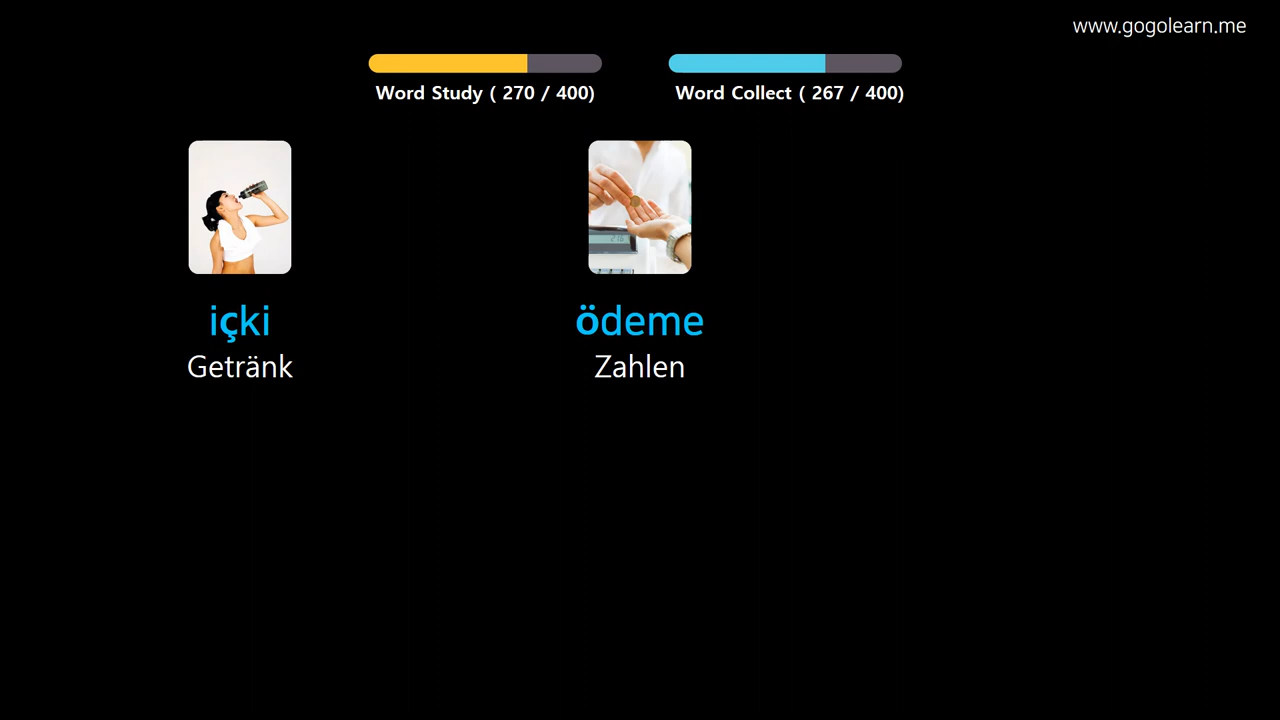 www.gogolearn.me
Word Study ( 270 / 400)
Word Collect ( 267 / 400)
içki
Getränk
ödeme
Zahlen